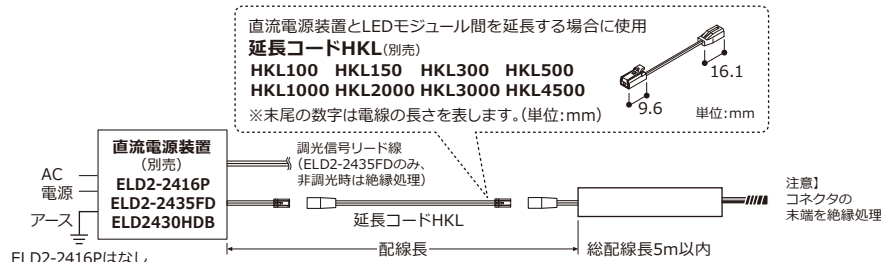 直流電源装置とLEDモジュール間を延長する場合に使用
延長コードHKL(別売)
HKL100 HKL150 HKL300 HKL500
HKL1000 HKL2000 HKL3000 HKL4500
※末尾の数字は電線の長さを表します。(単位:mm)
16.1
9.6
単位:mm
直流電源装置
(別売)
ELD2-2416P
ELD2-2435FD
ELD2430HDB
AC
電源
アース
ELD2-2416Pはなし
調光信号リード線
(ELD2-2435FDのみ、
非調光時は絶縁処理)
延長コードHKL
配線長
総配線長5m以内
注意】
コネクタの
末端を絶縁処理